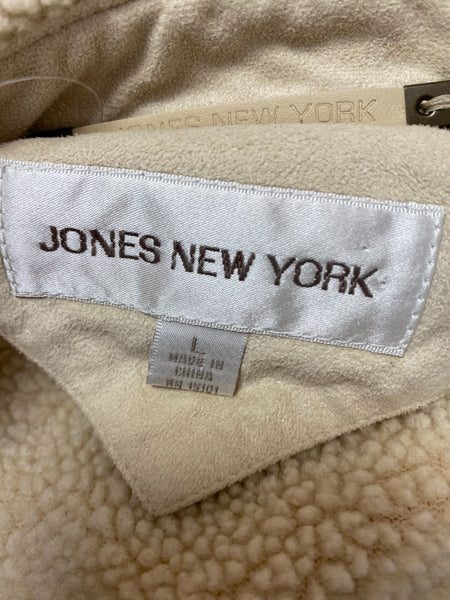 JONES NEW YORK
JONES NEW YORK
L
MADE IN
CHINA
RN 15101